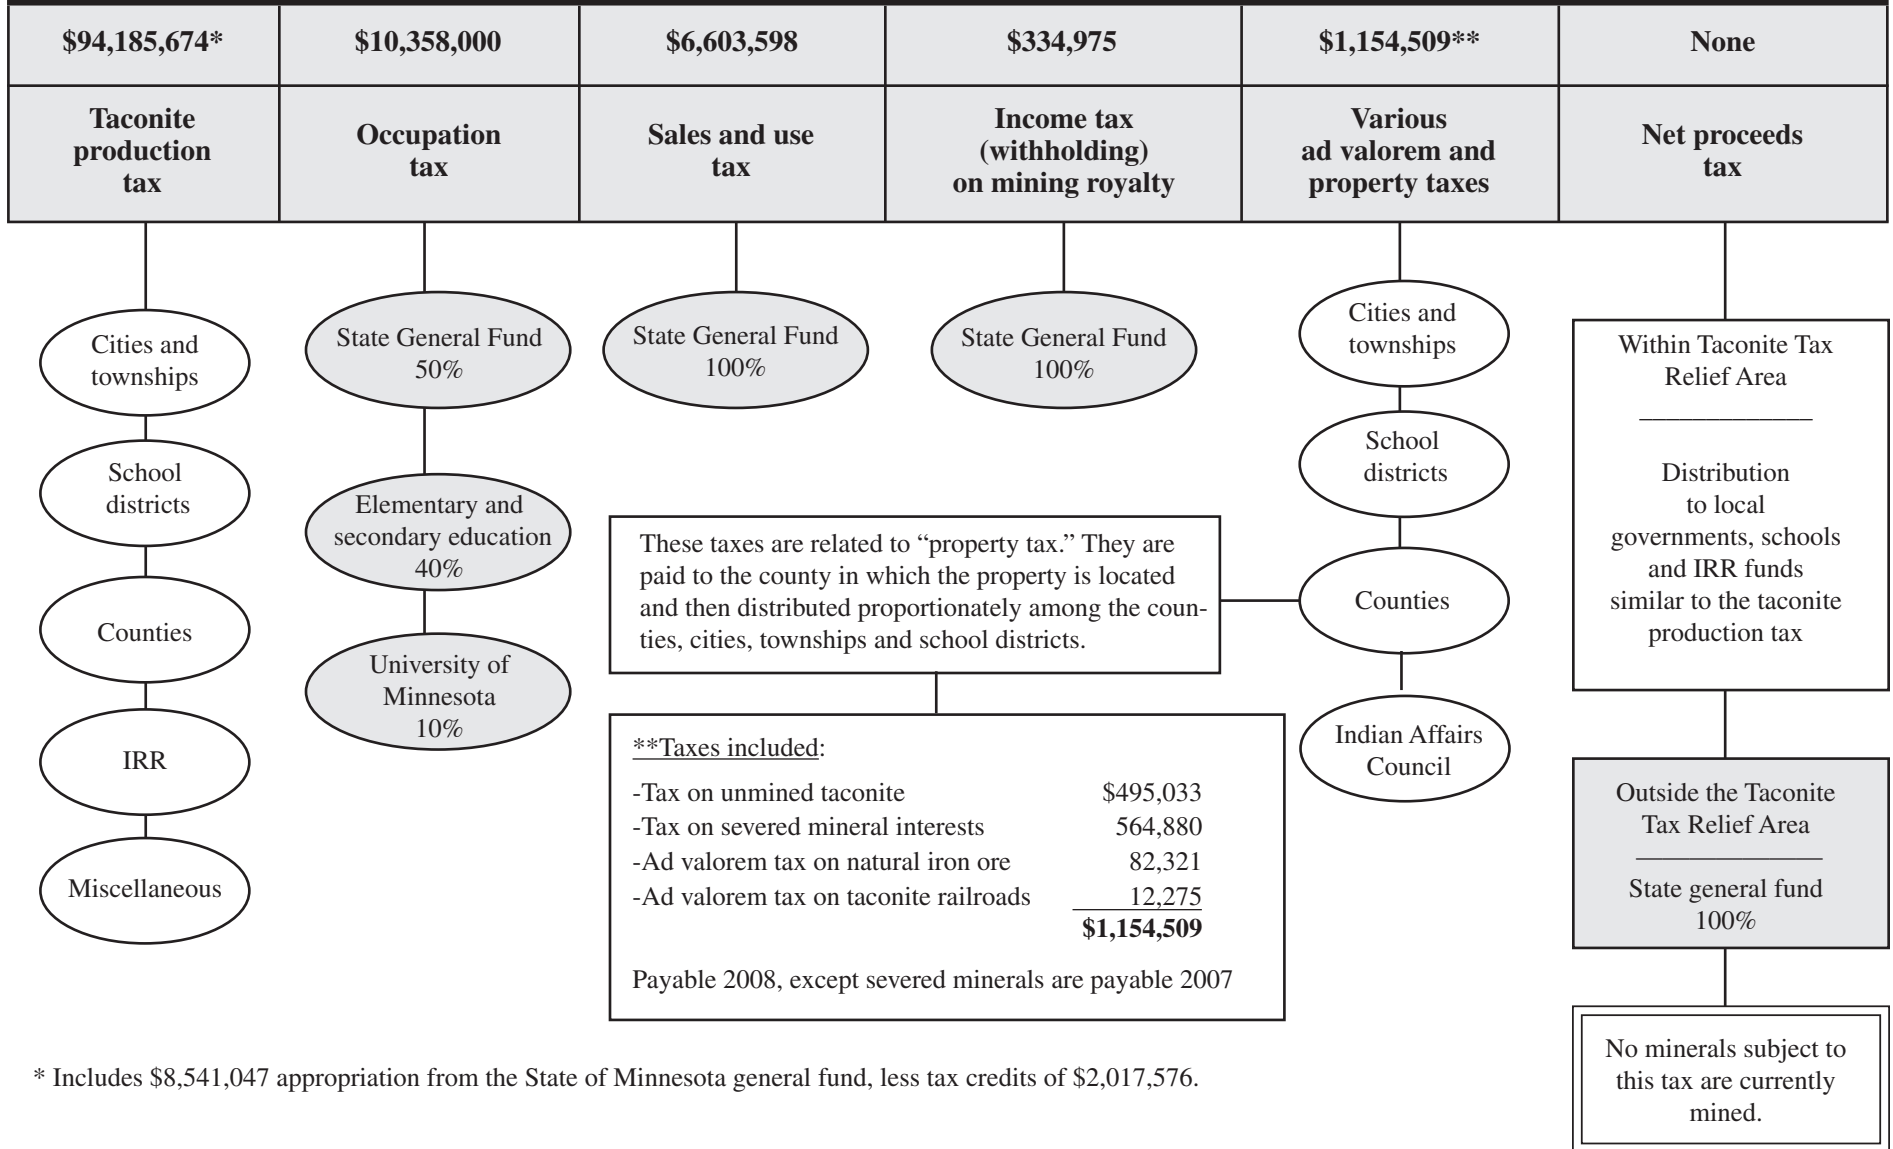 $94,185,674*
$10,358,000
$6,603,598
$334,975
$1,154,509**
None
Taconite
production
tax
Occupation
tax
Sales and use
tax
Income tax
(withholding)
on mining royalty
Various
ad valorem and
property taxes
Net proceeds
tax
Cities and
townships
School
districts
Counties
IRR
Miscellaneous
State General Fund
50%
Elementary and
secondary education
40%
University of
Minnesota
10%
State General Fund
100%
State General Fund
100%
Cities and
townships
School
districts
Counties
Indian Affairs
Council
These taxes are related to “property tax.” They are
paid to the county in which the property is located
and then distributed proportionately among the coun-
ties, cities, townships and school districts.
**Taxes included:
-Tax on unmined taconite $495,033
-Tax on severed mineral interests 564,880
-Ad valorem tax on natural iron ore 82,321
-Ad valorem tax on taconite railroads 12,275
$1,154,509
Payable 2008, except severed minerals are payable 2007
Within Taconite Tax
Relief Area
Distribution
to local
governments, schools
and IRR funds
similar to the taconite
production tax
Outside the Taconite
Tax Relief Area
State general fund
100%
No minerals subject to
this tax are currently
mined.
* Includes $8,541,047 appropriation from the State of Minnesota general fund, less tax credits of $2,017,576.